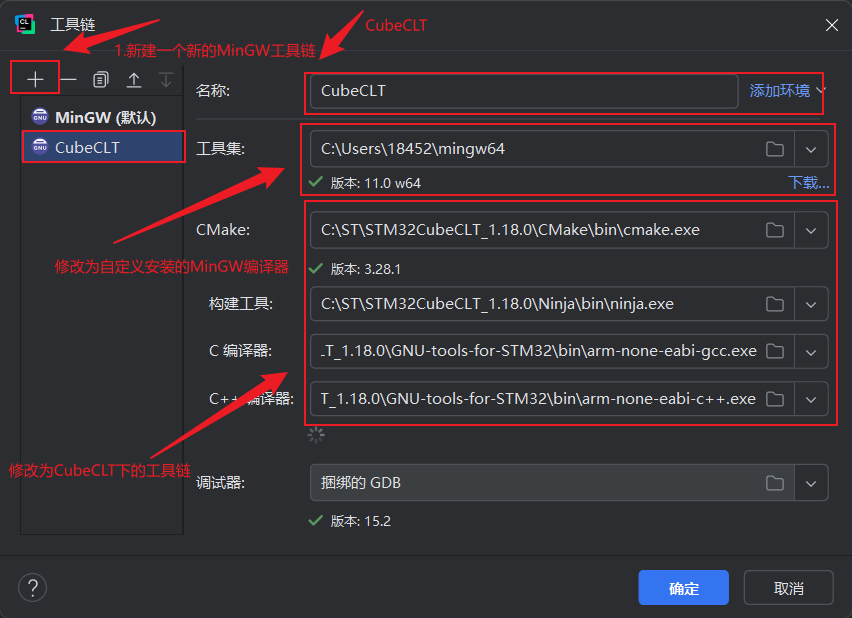 工具链
CubeCLT
1.新建一个新的MinGW工具链
名称:
CubeCLT
添加环境
MinGW (默认)
CubeCLT
工具集:
C:\Users\18452\mingw64
版本: 11.0 w64
下载...
CMake:
C:\ST\STM32CubeCLT_1.18.0\CMake\bin\cmake.exe
修改为自定义安装的MinGW编译器
版本: 3.28.1
构建工具:
C:\ST\STM32CubeCLT_1.18.0\Ninja\bin\ninja.exe
C 编译器:
T_1.18.0\GNU-tools-for-STM32\bin\arm-none-eabi-gcc.exe
C++ 编译器:
T_1.18.0\GNU-tools-for-STM32\bin\arm-none-eabi-c++.exe
修改为CubeCLT下的工具链
调试器:
捆绑的 GDB
版本: 15.2
?
确定
取消